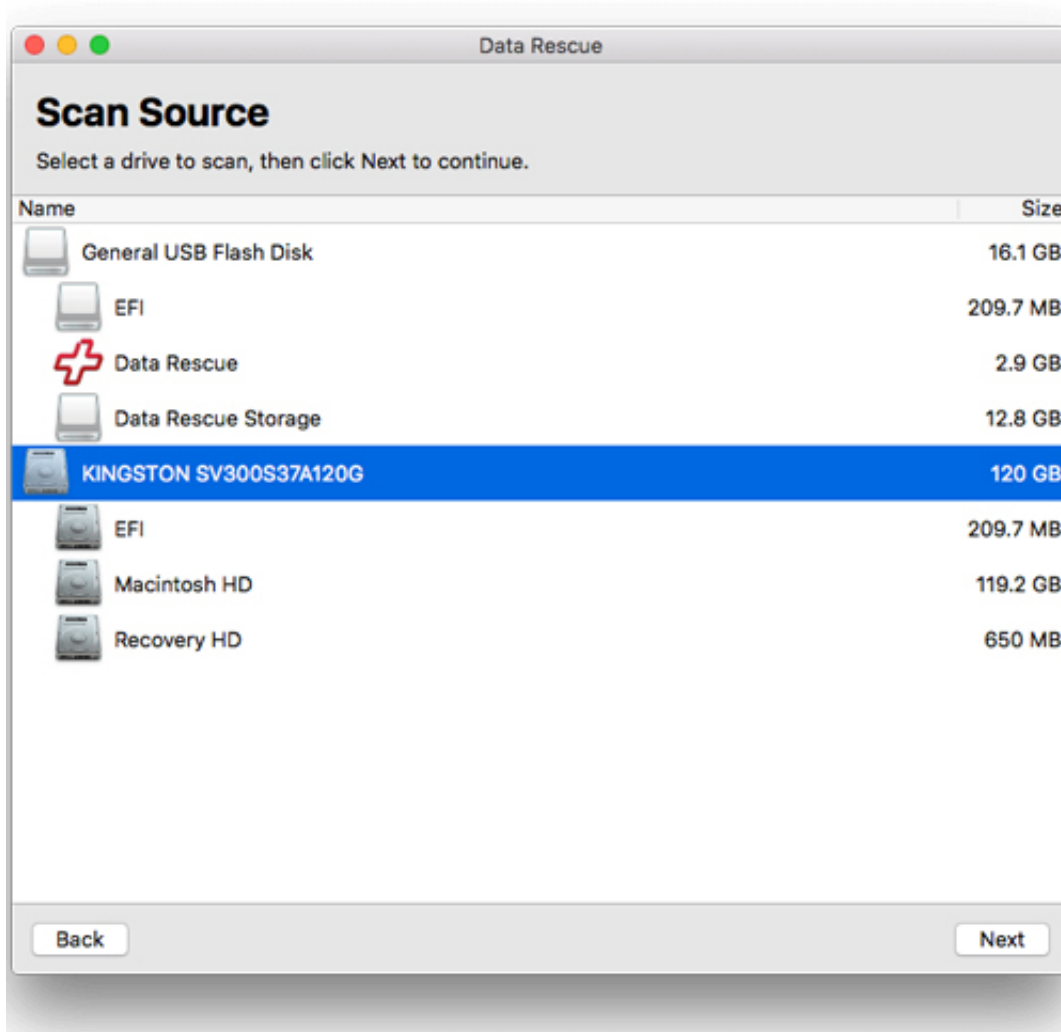 Data Rescue
Scan Source
Select a drive to scan, then click Next to continue.
Name Size
General USB Flash Disk 16.1 GB
EFI 209.7 MB
Data Rescue 2.9 GB
Data Rescue Storage 12.8 GB
KINGSTON SV300S37A120G 120 GB
EFI 209.7 MB
Macintosh HD 119.2 GB
Recovery HD 650 MB
Back Next